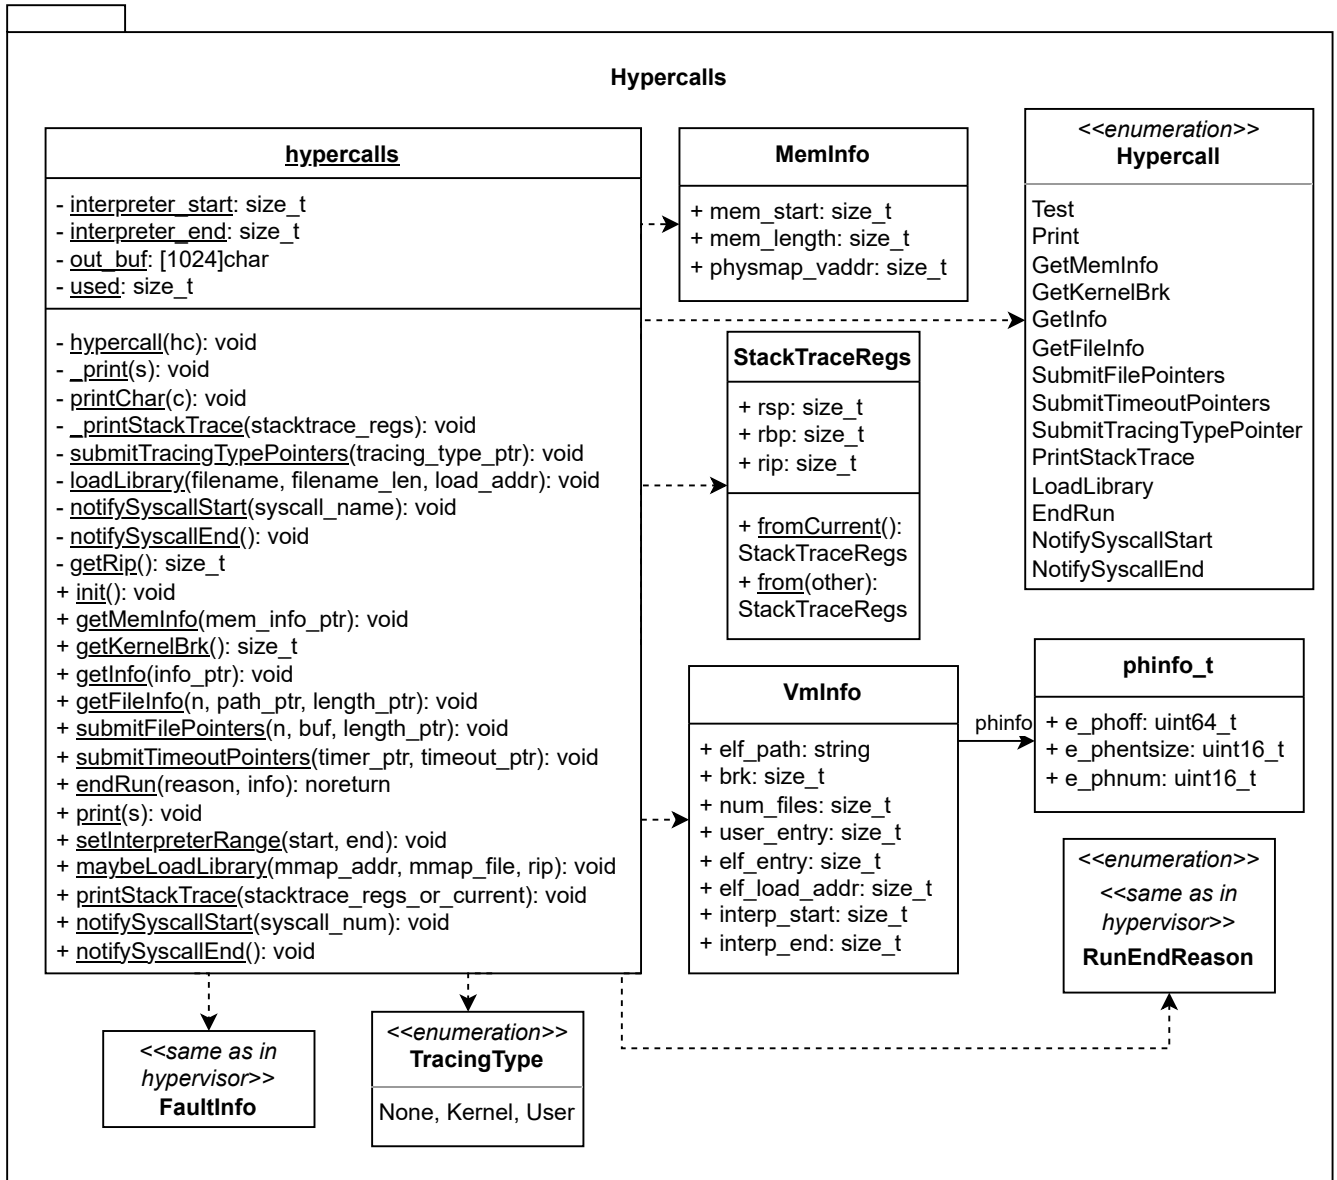 Hypercalls
hypercalls
- interpreter_start: size_t
- interpreter_end: size_t
- out_buf: [1024]char
- used: size_t
- hypercall(hc): void
- _print(s): void
- printChar(c): void
- _printStackTrace(stacktrace_regs): void
- submitTracingTypePointers(tracing_type_ptr): void
- loadLibrary(filename, filename_len, load_addr): void
- notifySyscallStart(syscall_name): void
- notifySyscallEnd(): void
- getRip(): size_t
+ init(): void
+ getMemInfo(mem_info_ptr): void
+ getKernelBrk(): size_t
+ getInfo(info_ptr): void
+ getFileInfo(n, path_ptr, length_ptr): void
+ submitFilePointers(n, buf, length_ptr): void
+ submitTimeoutPointers(timer_ptr, timeout_ptr): void
+ endRun(reason, info): noreturn
+ print(s): void
+ setInterpreterRange(start, end): void
+ maybeLoadLibrary(mmap_addr, mmap_file, rip): void
+ printStackTrace(stacktrace_regs_or_current): void
+ notifySyscallStart(syscall_num): void
+ notifySyscallEnd(): void
MemInfo
+ mem_start: size_t
+ mem_length: size_t
+ physmap_vaddr: size_t
<<enumeration>>
Hypercall
Test
Print
GetMemInfo
GetKernelBrk
GetInfo
GetFileInfo
SubmitFilePointers
SubmitTimeoutPointers
SubmitTracingTypePointer
PrintStackTrace
LoadLibrary
EndRun
NotifySyscallStart
NotifySyscallEnd
StackTraceRegs
+ rsp: size_t
+ rbp: size_t
+ rip: size_t
+ fromCurrent():
StackTraceRegs
+ from(other):
StackTraceRegs
VmInfo
+ elf_path: string
+ brk: size_t
+ num_files: size_t
+ user_entry: size_t
+ elf_entry: size_t
+ elf_load_addr: size_t
+ interp_start: size_t
+ interp_end: size_t
phinfo
phinfo_t
+ e_phoff: uint64_t
+ e_phentsize: uint16_t
+ e_phnum: uint16_t
<<enumeration>>
<<same as in
hypervisor>>
RunEndReason
<<same as in
hypervisor>>
FaultInfo
<<enumeration>>
TracingType
None, Kernel, User